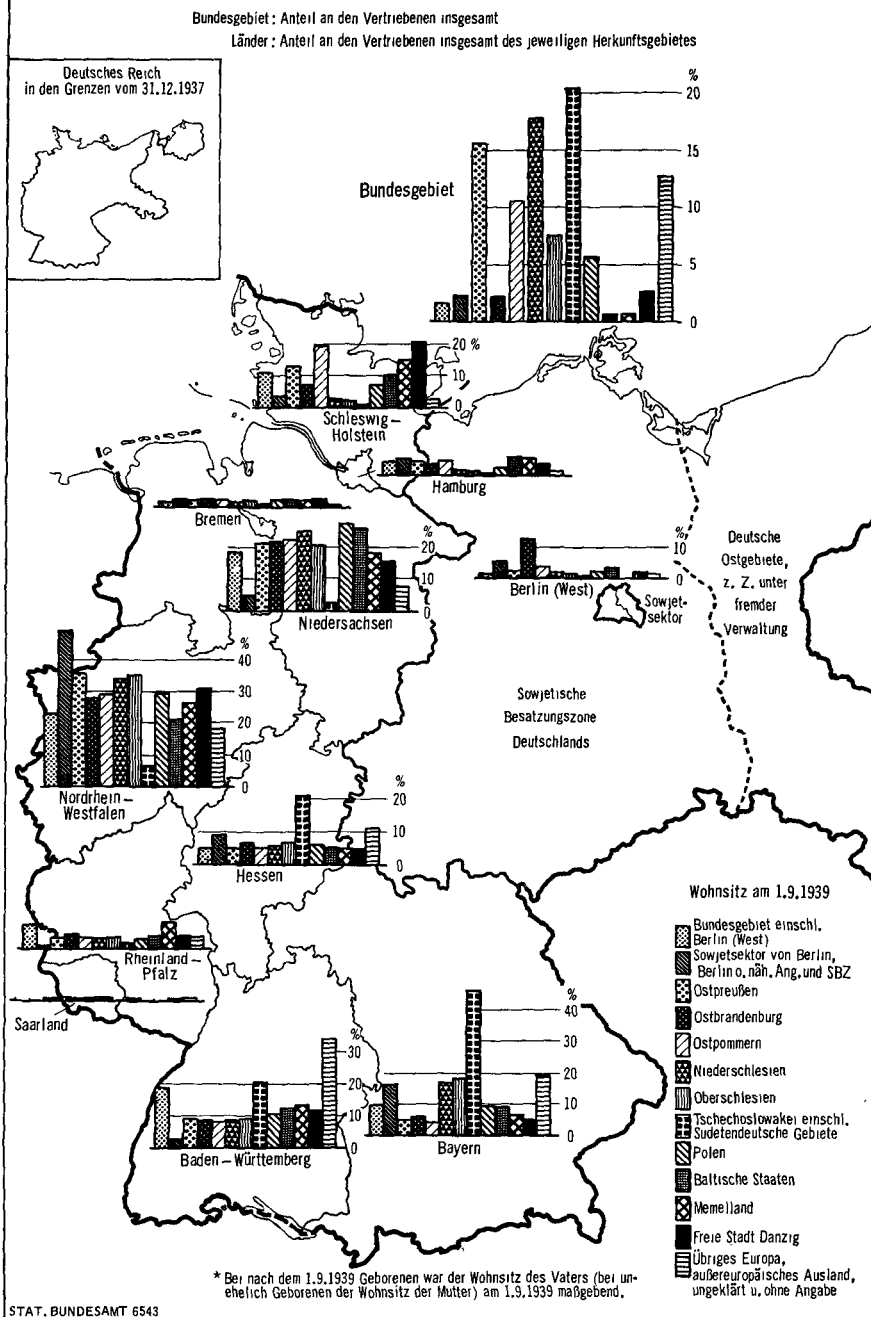 Bundesgebiet : Anteil an den Vertriebenen insgesamt
Länder : Anteil an den Vertriebenen insgesamt des jeweiligen Herkunftsgebietes
Deutsches Reich
in den Grenzen vom 31.12.1937
Bundesgebiet
%
20
15
10
5
0
20 %
10
0
Schleswig-
Holstein
Hamburg
Bremen
%
20
10
0
Niedersachsen
%
10
0
Berlin (West)
Sowjet-
sektor
Deutsche
Ostgebiete,
z. Z. unter
fremder
Verwaltung
%
40
30
20
10
0
Nordrhein-
Westfalen
Sowjetische
Besatzungszone
Deutschlands
%
20
10
0
Hessen
Rheinland-
Pfalz
Saarland
%
30
20
10
0
Baden-Württemberg
%
40
30
20
10
0
Bayern
Wohnsitz am 1.9.1939
Bundesgebiet einschl.
Berlin (West)
Sowjetsektor von Berlin,
Berlin o. näh. Ang. und SBZ
Ostpreußen
Ostbrandenburg
Ostpommern
Niederschlesien
Oberschlesien
Tschechoslowakei einschl.
Sudetendeutsche Gebiete
Polen
Baltische Staaten
Memelland
Freie Stadt Danzig
Übriges Europa,
außereuropäisches Ausland,
ungeklärt u. ohne Angabe
* Bei nach dem 1.9.1939 Geborenen war der Wohnsitz des Vaters (bei un-
ehelich Geborenen der Wohnsitz der Mutter) am 1.9.1939 maßgebend.
STAT. BUNDESAMT 6543